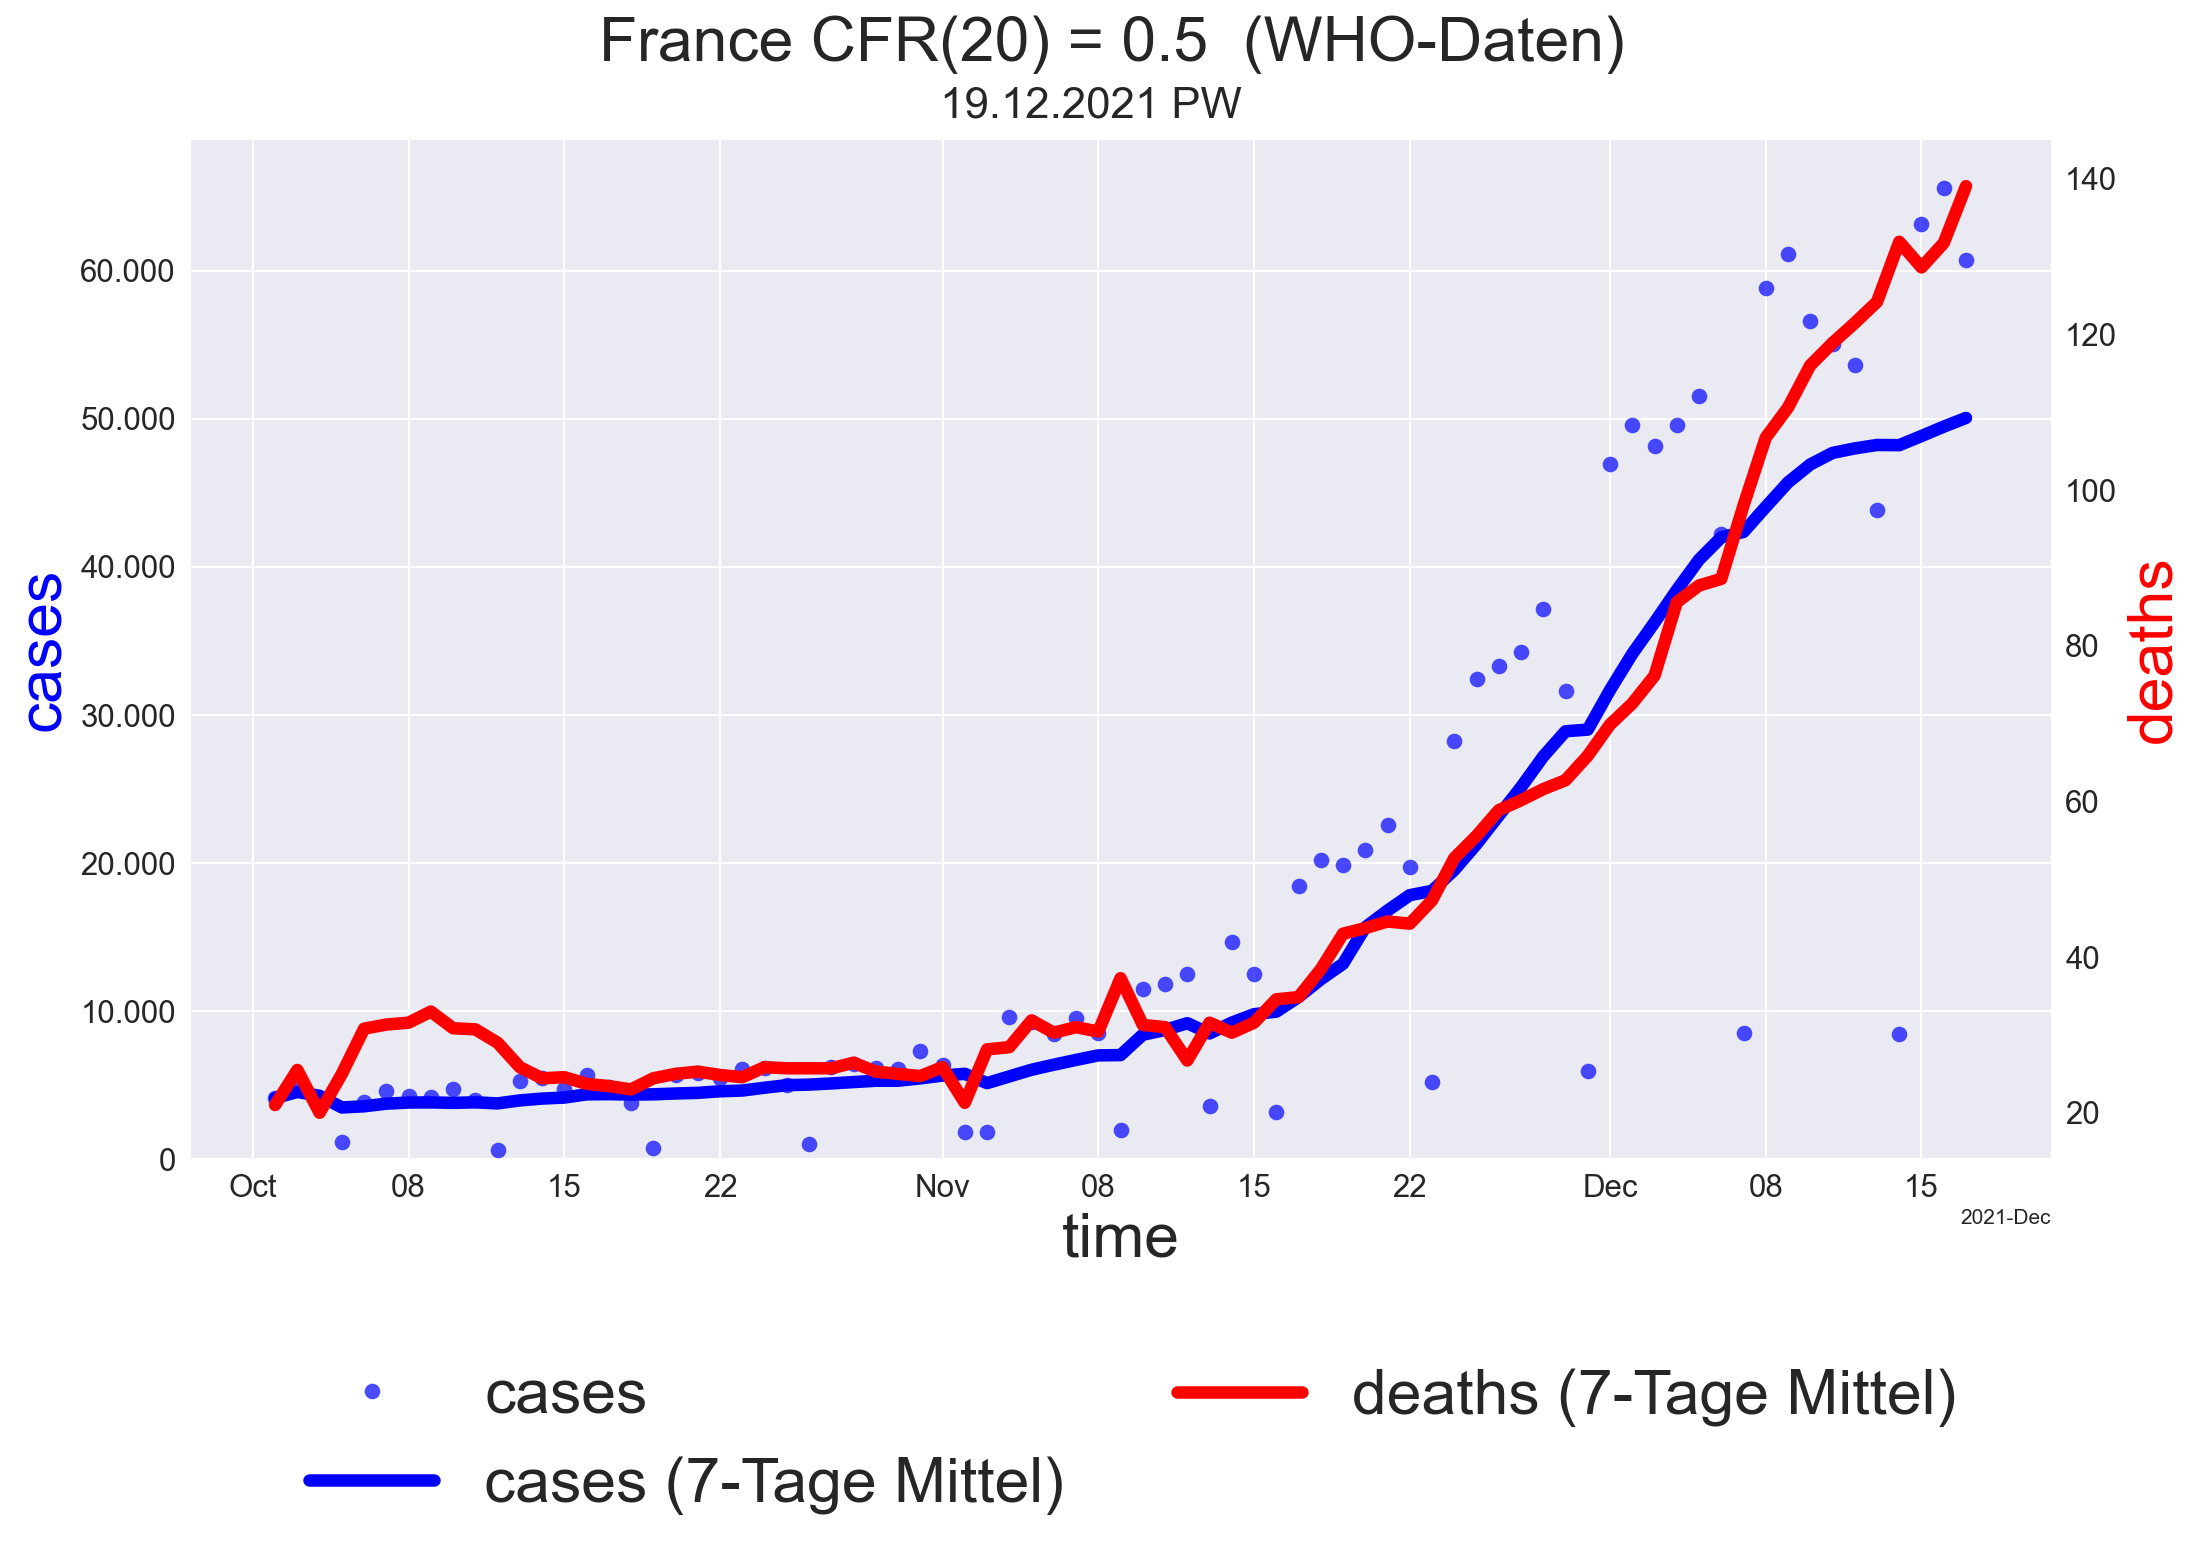 France CFR(20) = 0.5  (WHO-Daten)
19.12.2021 PW
cases
60.000
50.000
40.000
30.000
20.000
10.000
0
deaths
140
120
100
80
60
40
20
Oct 08 15 22 Nov 08 15 22 Dec 08 15
2021-Dec
time
cases
cases (7-Tage Mittel)
deaths (7-Tage Mittel)